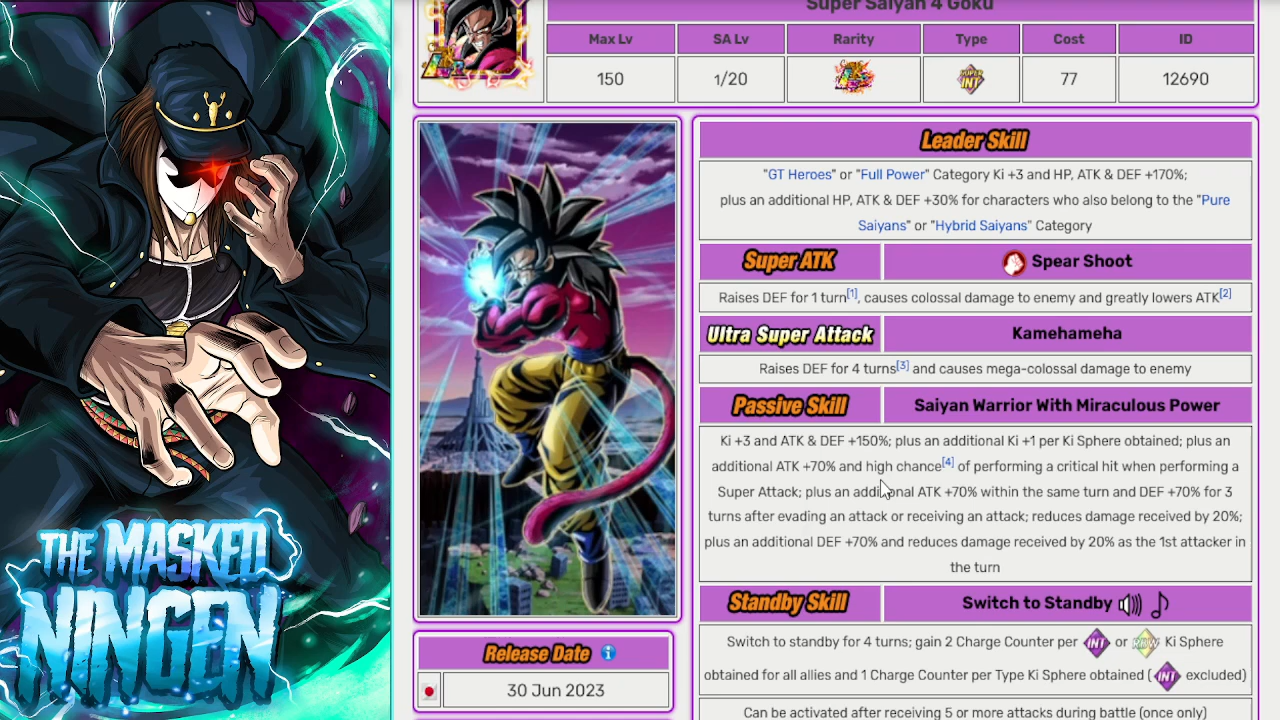 Super Saiyan 4 Goku
Max Lv SA Lv Rarity Type Cost ID
150 1/20 SUPER INT 77 12690
Leader Skill
"GT Heroes" or "Full Power" Category Ki +3 and HP, ATK & DEF +170%;
plus an additional HP, ATK & DEF +30% for characters who also belong to the "Pure
Saiyans" or "Hybrid Saiyans" Category
Super ATK Spear Shoot
Raises DEF for 1 turn[1], causes colossal damage to enemy and greatly lowers ATK[2]
Ultra Super Attack Kamehameha
Raises DEF for 4 turns[3] and causes mega-colossal damage to enemy
Passive Skill Saiyan Warrior With Miraculous Power
Ki +3 and ATK & DEF +150%; plus an additional Ki +1 per Ki Sphere obtained; plus an
additional ATK +70% and high chance[4] of performing a critical hit when performing a
Super Attack; plus an additional ATK +70% within the same turn and DEF +70% for 3
turns after evading an attack or receiving an attack; reduces damage received by 20%;
plus an additional DEF +70% and reduces damage received by 20% as the 1st attacker in
the turn
Standby Skill Switch to Standby
Switch to standby for 4 turns; gain 2 Charge Counter per INT or Ki Sphere
obtained for all allies and 1 Charge Counter per Type Ki Sphere obtained ( INT excluded)
Can be activated after receiving 5 or more attacks during battle (once only)
Release Date
30 Jun 2023
THE MASKED
NINGEN